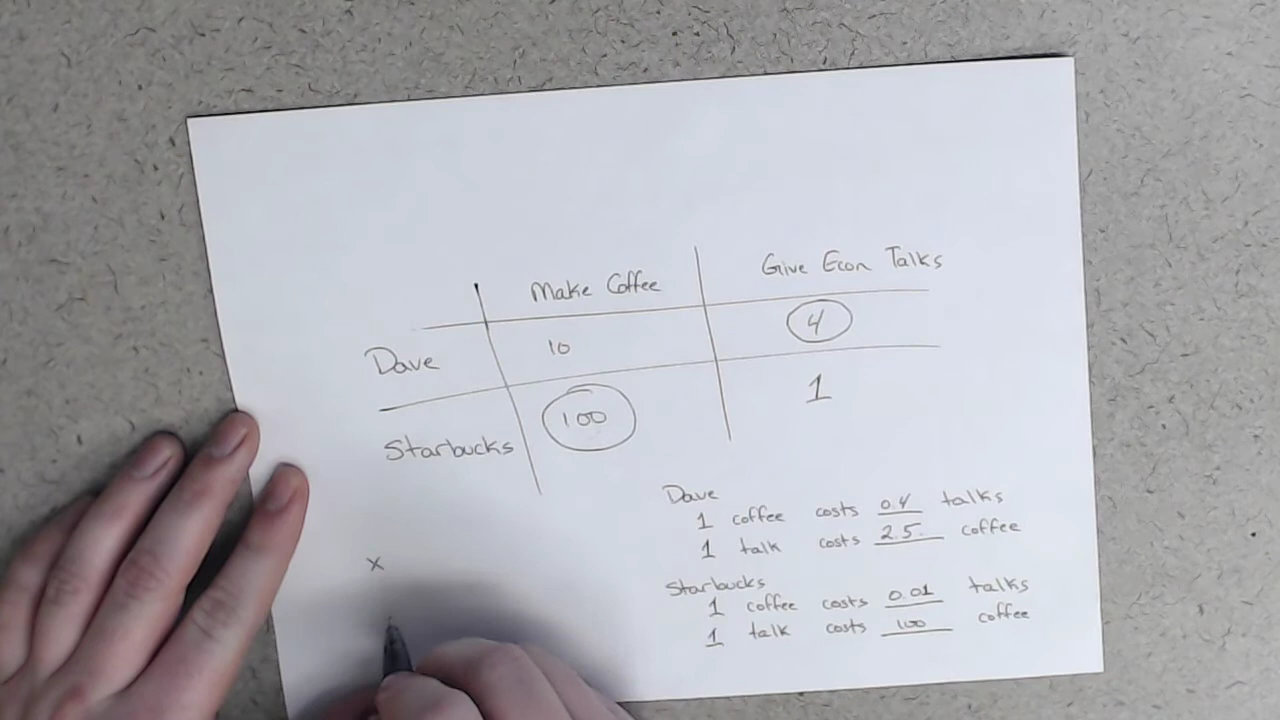 Make Coffee Give Econ Talks
Dave 10 4
Starbucks 100 1
Dave
1 coffee costs 0.4 talks
1 talk costs 2.5 coffee
Starbucks
1 coffee costs 0.01 talks
1 talk costs 100 coffee
x